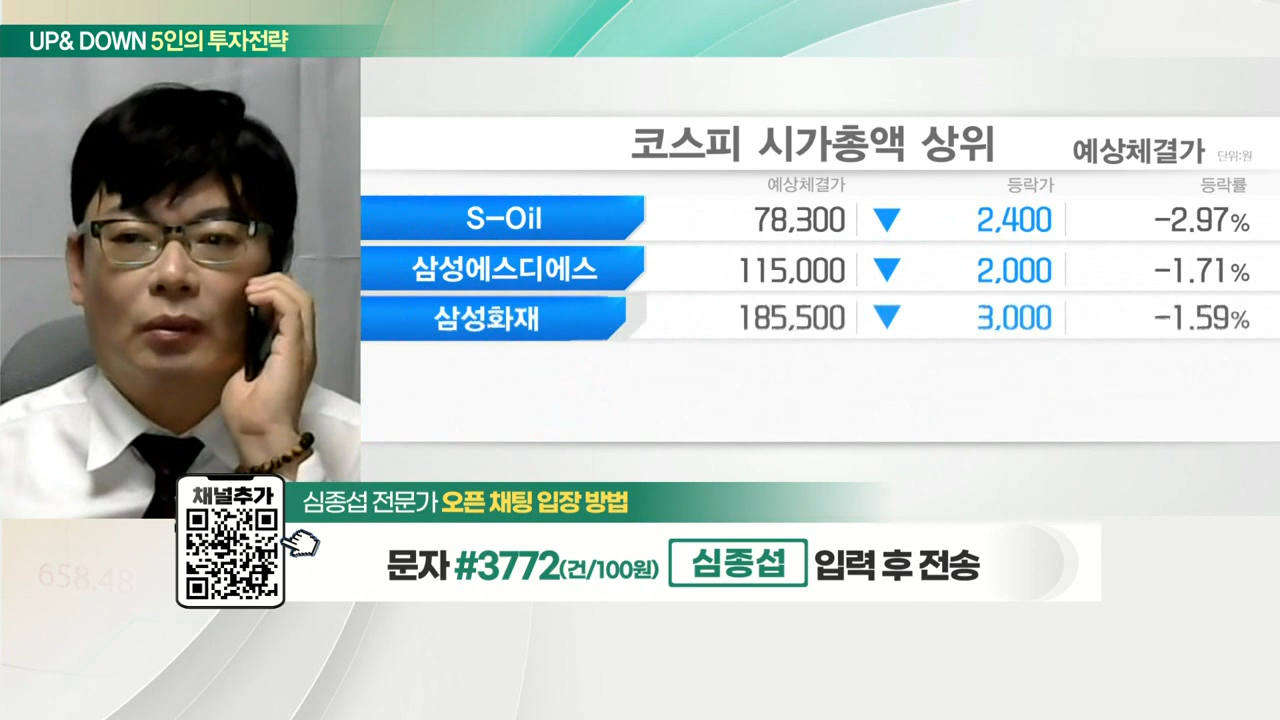 UP& DOWN 5인의 투자전략
코스피 시가총액 상위 예상체결가 단위:원
예상체결가 등락가 등락률
S-Oil 78,300 ▼ 2,400 -2.97%
삼성에스디에스 115,000 ▼ 2,000 -1.71%
삼성화재 185,500 ▼ 3,000 -1.59%
채널추가
심종섭 전문가 오픈 채팅 입장 방법
문자 #3772(건/100원) 심종섭 입력 후 전송
658.48